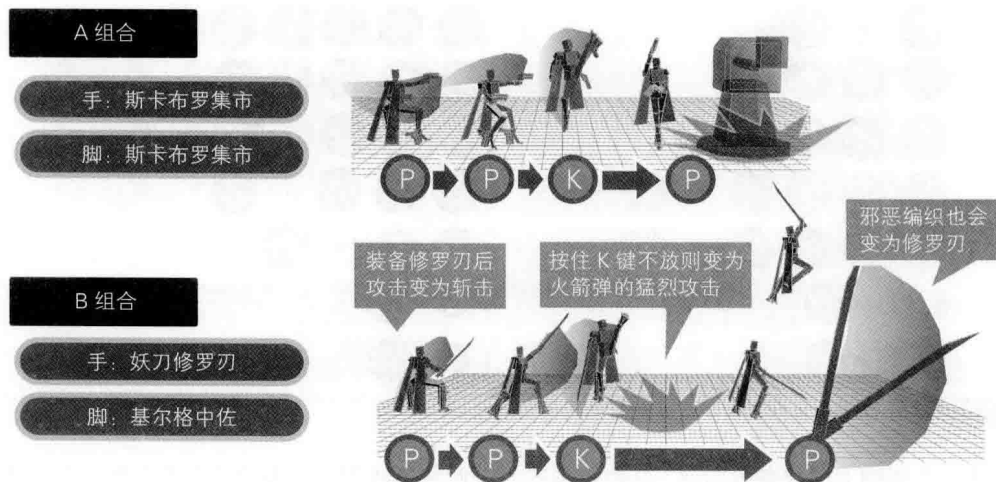 A 组合
手：斯卡布罗集市
脚：斯卡布罗集市
P P K P
B 组合
手：妖刀修罗刃
脚：基尔格中佐
装备修罗刃后
攻击变为斩击
按住 K 键不放则变为
火箭弹的猛烈攻击
邪恶编织也会
变为修罗刃
P P K P